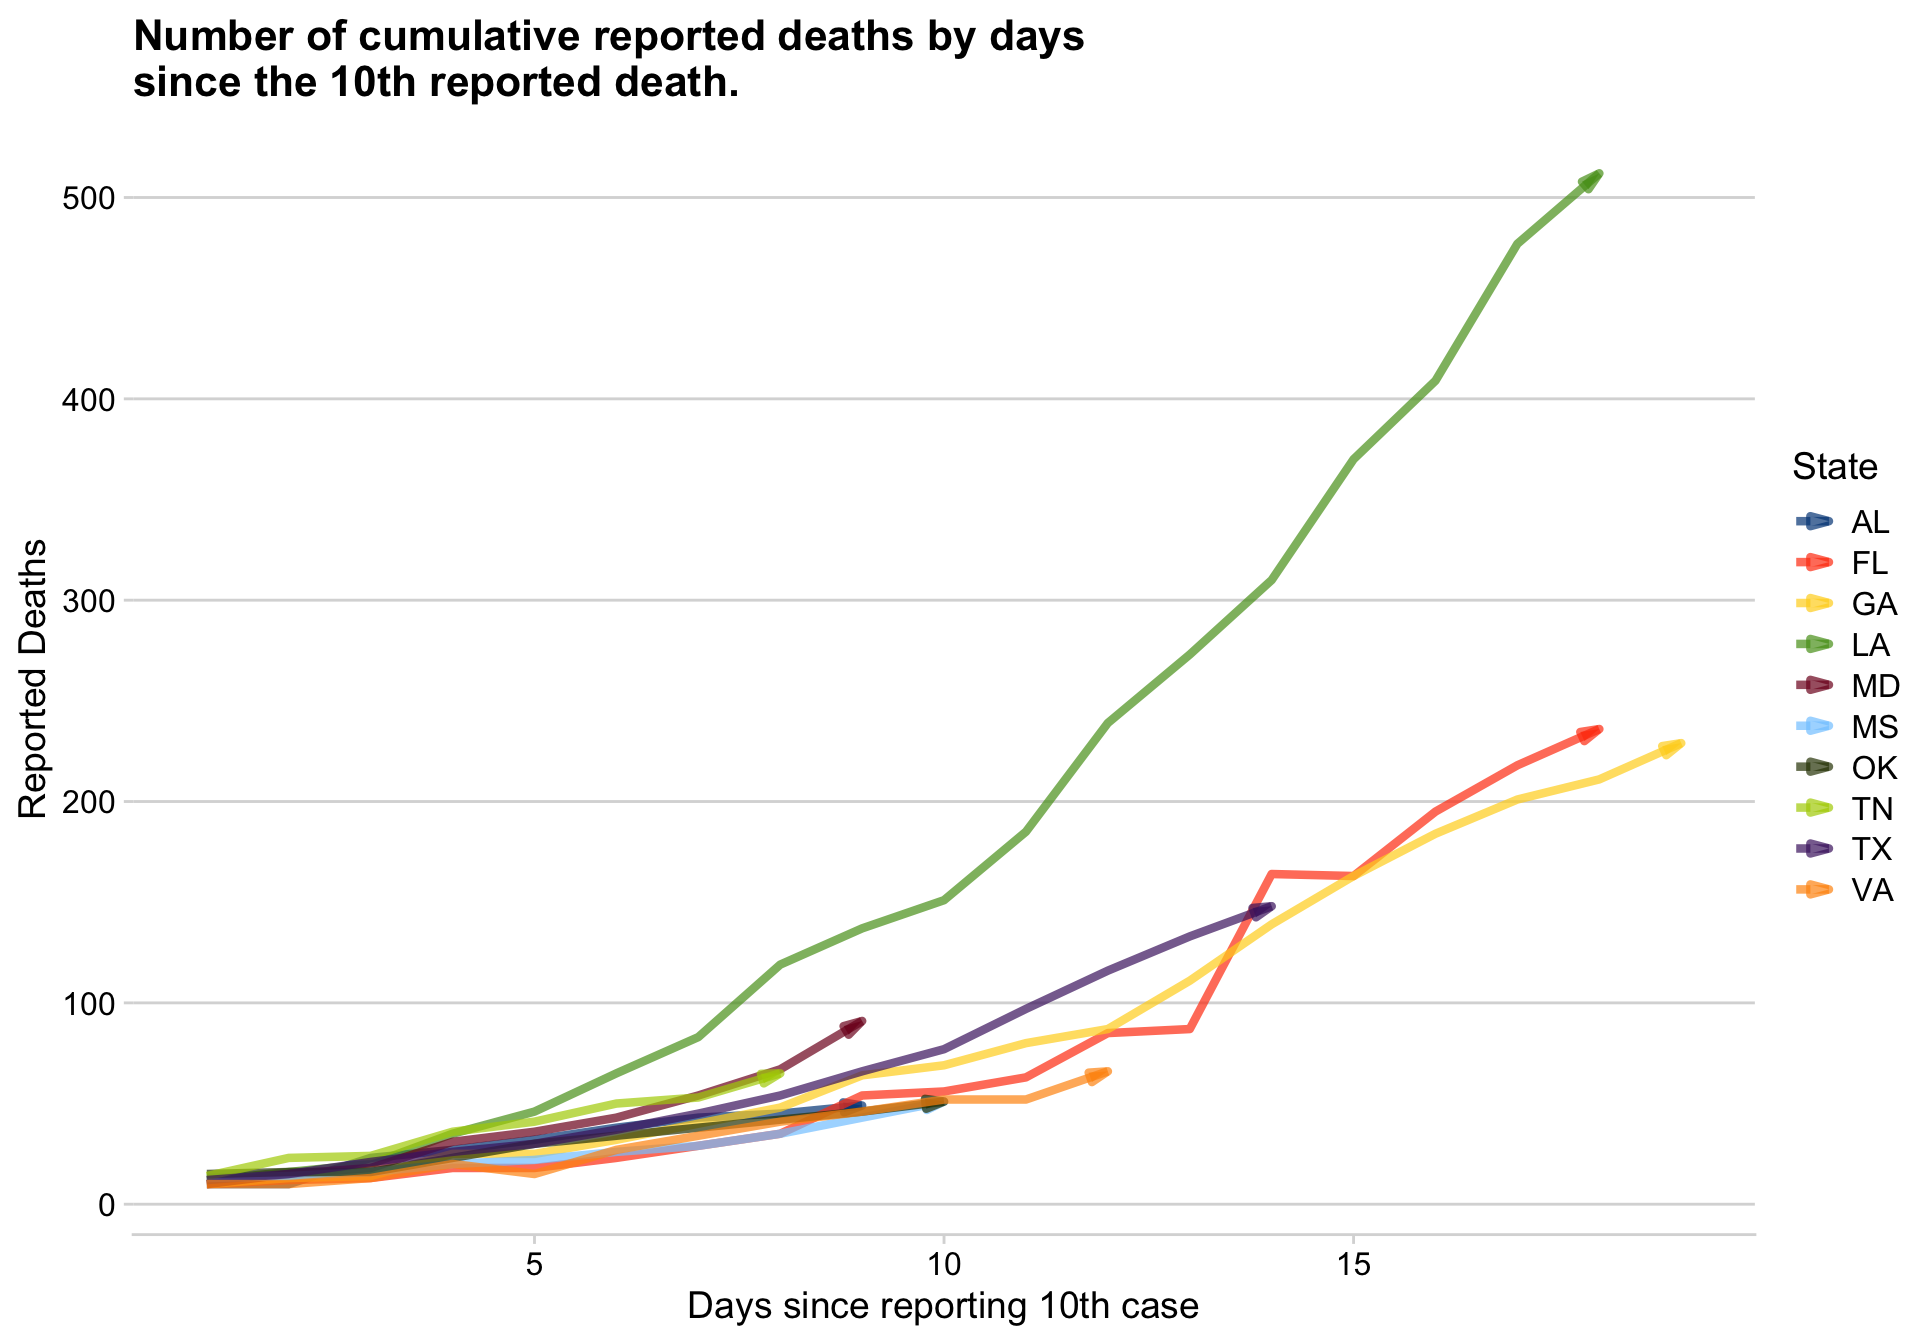 Number of cumulative reported deaths by days
since the 10th reported death.
Reported Deaths
500
400
300
200
100
0
5
10
15
Days since reporting 10th case
State
AL
FL
GA
LA
MD
MS
OK
TN
TX
VA